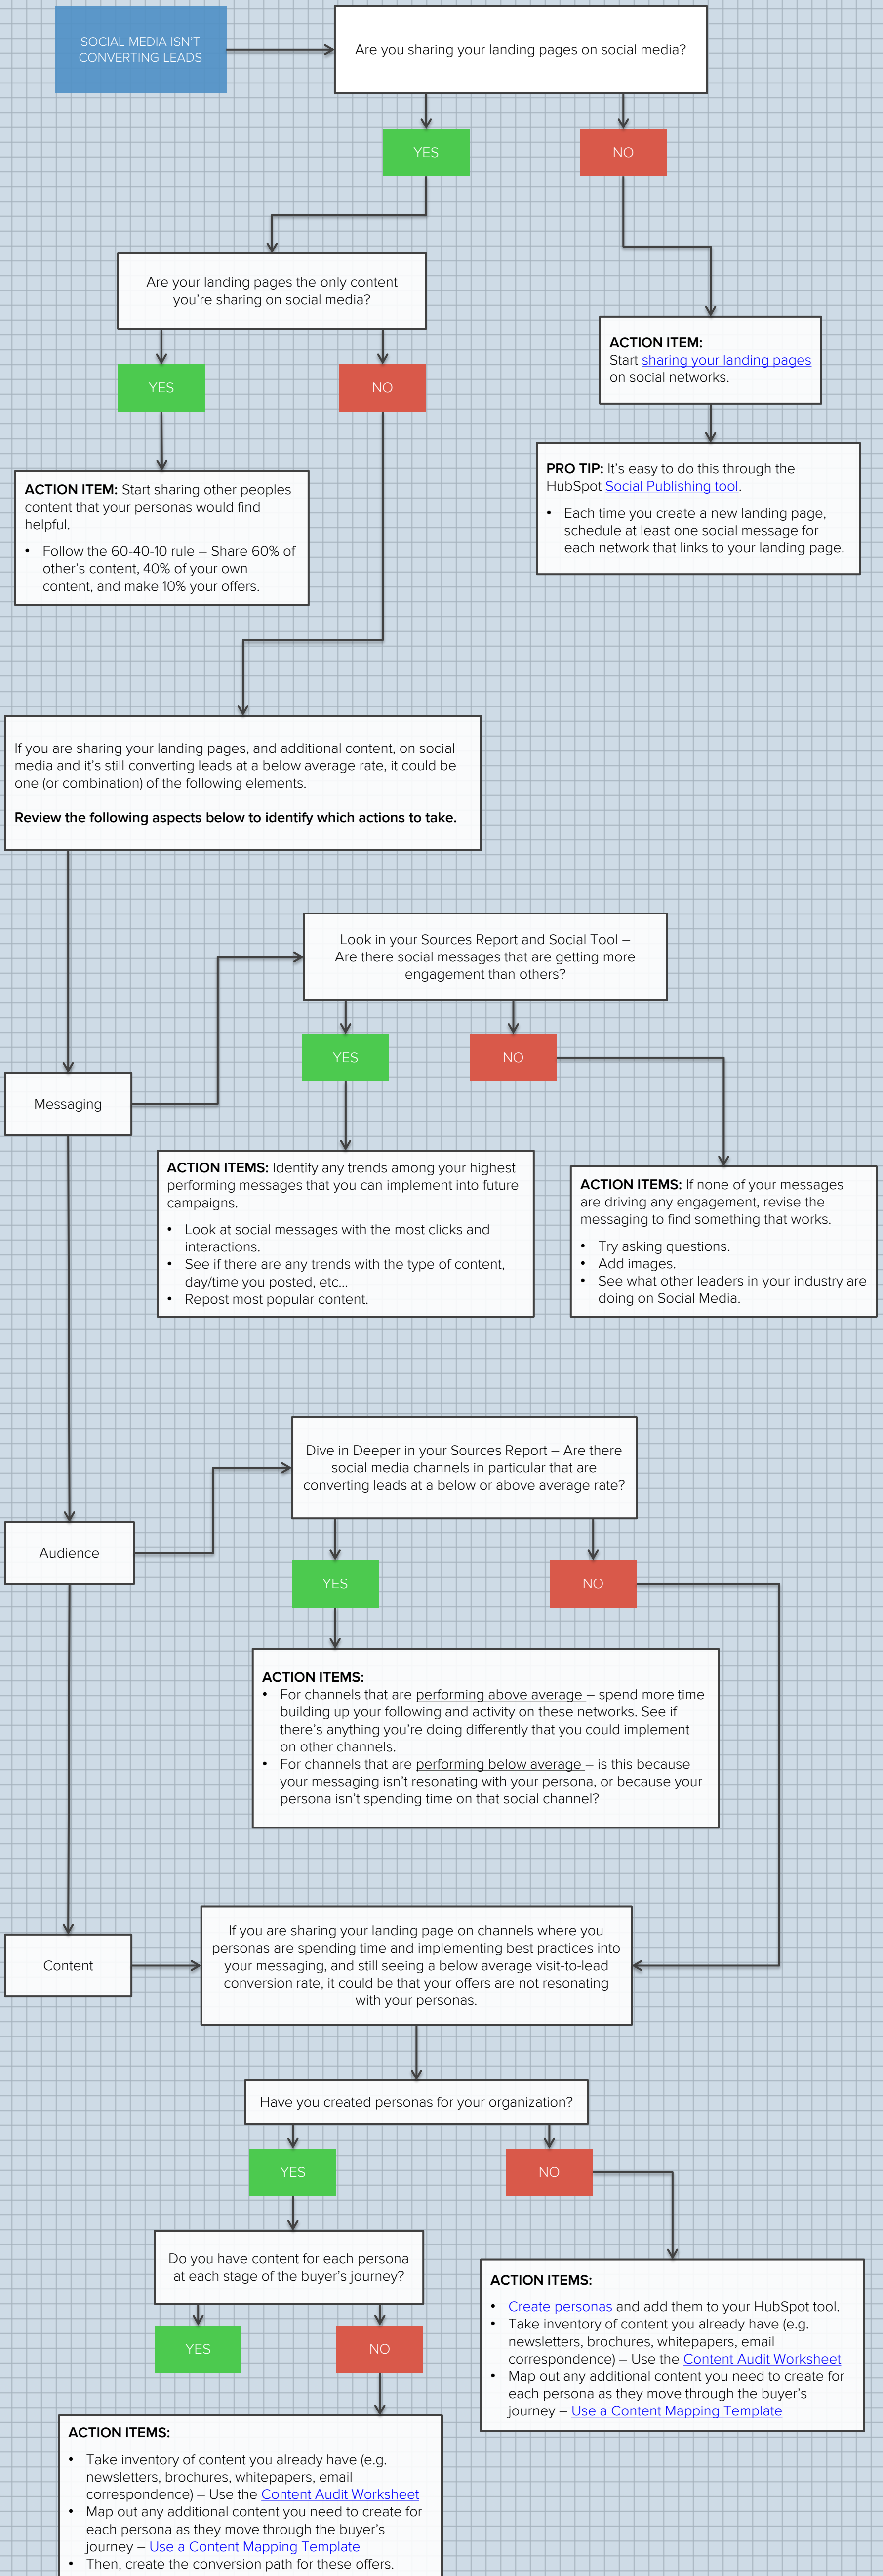 SOCIAL MEDIA ISN'T
CONVERTING LEADS
Are you sharing your landing pages on social media?
YES
NO
Are your landing pages the only content
you're sharing on social media?
YES
NO
ACTION ITEM:
Start sharing your landing pages
on social networks.
PRO TIP: It's easy to do this through the
HubSpot Social Publishing tool.
• Each time you create a new landing page,
schedule at least one social message for
each network that links to your landing page.
ACTION ITEM: Start sharing other peoples
content that your personas would find
helpful.
• Follow the 60-40-10 rule – Share 60% of
other's content, 40% of your own
content, and make 10% your offers.
If you are sharing your landing pages, and additional content, on social
media and it's still converting leads at a below average rate, it could be
one (or combination) of the following elements.
Review the following aspects below to identify which actions to take.
Look in your Sources Report and Social Tool –
Are there social messages that are getting more
engagement than others?
YES
NO
Messaging
ACTION ITEMS: Identify any trends among your highest
performing messages that you can implement into future
campaigns.
• Look at social messages with the most clicks and
interactions.
• See if there are any trends with the type of content,
day/time you posted, etc...
• Repost most popular content.
ACTION ITEMS: If none of your messages
are driving any engagement, revise the
messaging to find something that works.
• Try asking questions.
• Add images.
• See what other leaders in your industry are
doing on Social Media.
Dive in Deeper in your Sources Report – Are there
social media channels in particular that are
converting leads at a below or above average rate?
Audience
YES
NO
ACTION ITEMS:
• For channels that are performing above average – spend more time
building up your following and activity on these networks. See if
there's anything you're doing differently that you could implement
on other channels.
• For channels that are performing below average – is this because
your messaging isn't resonating with your persona, or because your
persona isn't spending time on that social channel?
Content
If you are sharing your landing page on channels where you
personas are spending time and implementing best practices into
your messaging, and still seeing a below average visit-to-lead
conversion rate, it could be that your offers are not resonating
with your personas.
Have you created personas for your organization?
YES
NO
Do you have content for each persona
at each stage of the buyer's journey?
YES
NO
ACTION ITEMS:
• Create personas and add them to your HubSpot tool.
• Take inventory of content you already have (e.g.
newsletters, brochures, whitepapers, email
correspondence) – Use the Content Audit Worksheet
• Map out any additional content you need to create for
each persona as they move through the buyer's
journey – Use a Content Mapping Template
ACTION ITEMS:
• Take inventory of content you already have (e.g.
newsletters, brochures, whitepapers, email
correspondence) – Use the Content Audit Worksheet
• Map out any additional content you need to create for
each persona as they move through the buyer's
journey – Use a Content Mapping Template
• Then, create the conversion path for these offers.